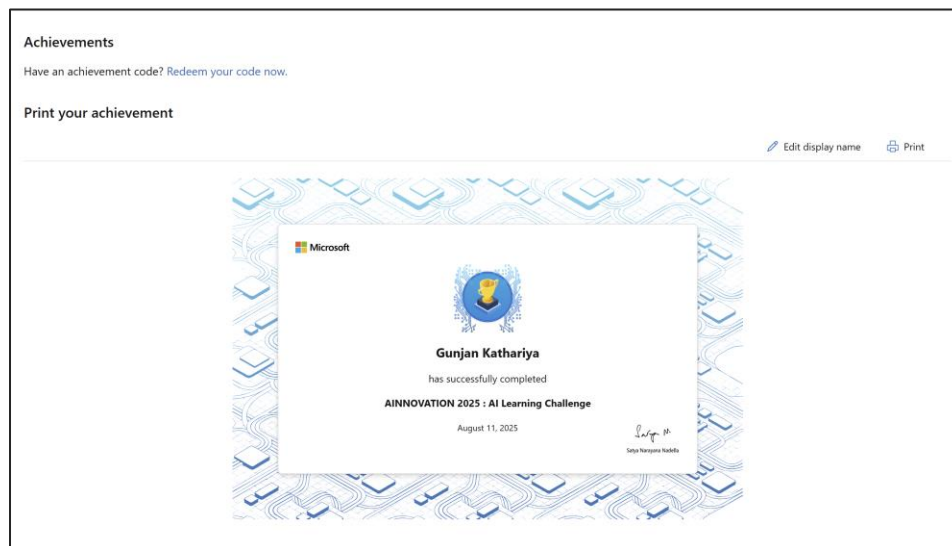 Achievements
Have an achievement code? Redeem your code now.
Print your achievement
Edit display name Print
Microsoft
Gunjan Kathariya
has successfully completed
AINNOVATION 2025 : AI Learning Challenge
August 11, 2025
Satya N
Satya Narayana Nadella